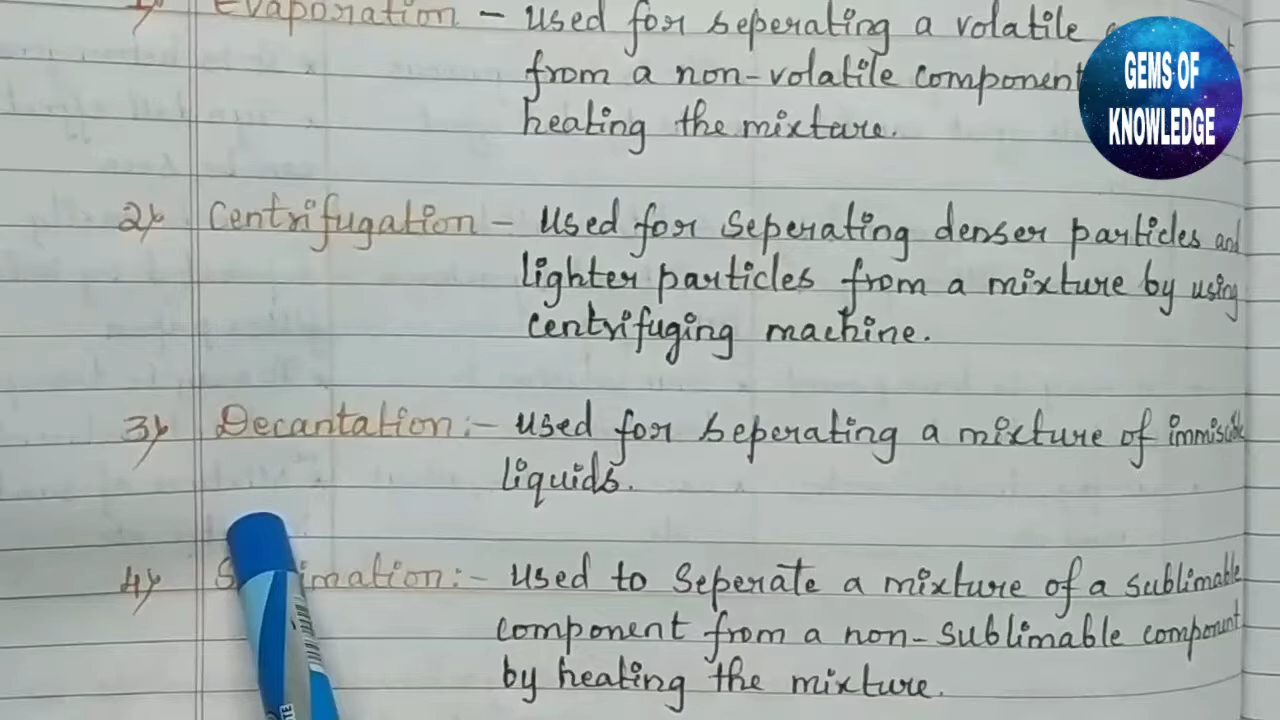 1) Evaporation - used for seperating a volatile
from a non-volatile component
heating the mixture.
GEMS OF
KNOWLEDGE
2) Centrifugation - used for seperating denser particles and
lighter particles from a mixture by using
centrifuging machine.
3) Decantation :- used for seperating a mixture of immiscible
liquids.
4) :- used to seperate a mixture of a sublimable
component from a non-sublimable component
by heating the mixture.